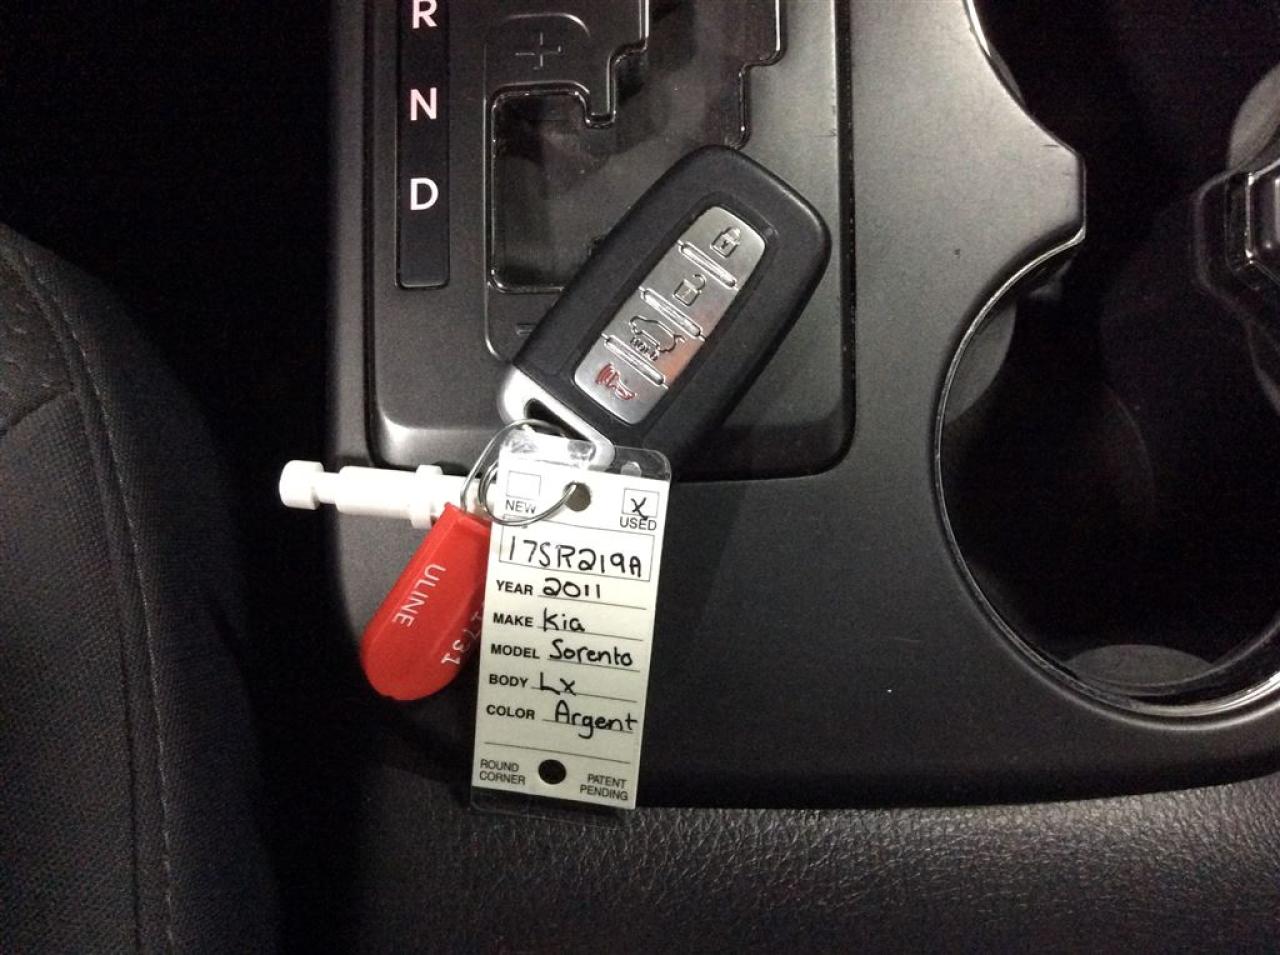 R
N
D
NEW
X
USED
17SR219A
YEAR 2011
MAKE Kia
MODEL Sorento
BODY Lx
COLOR Argent
ROUND CORNER
PATENT PENDING
ULINE